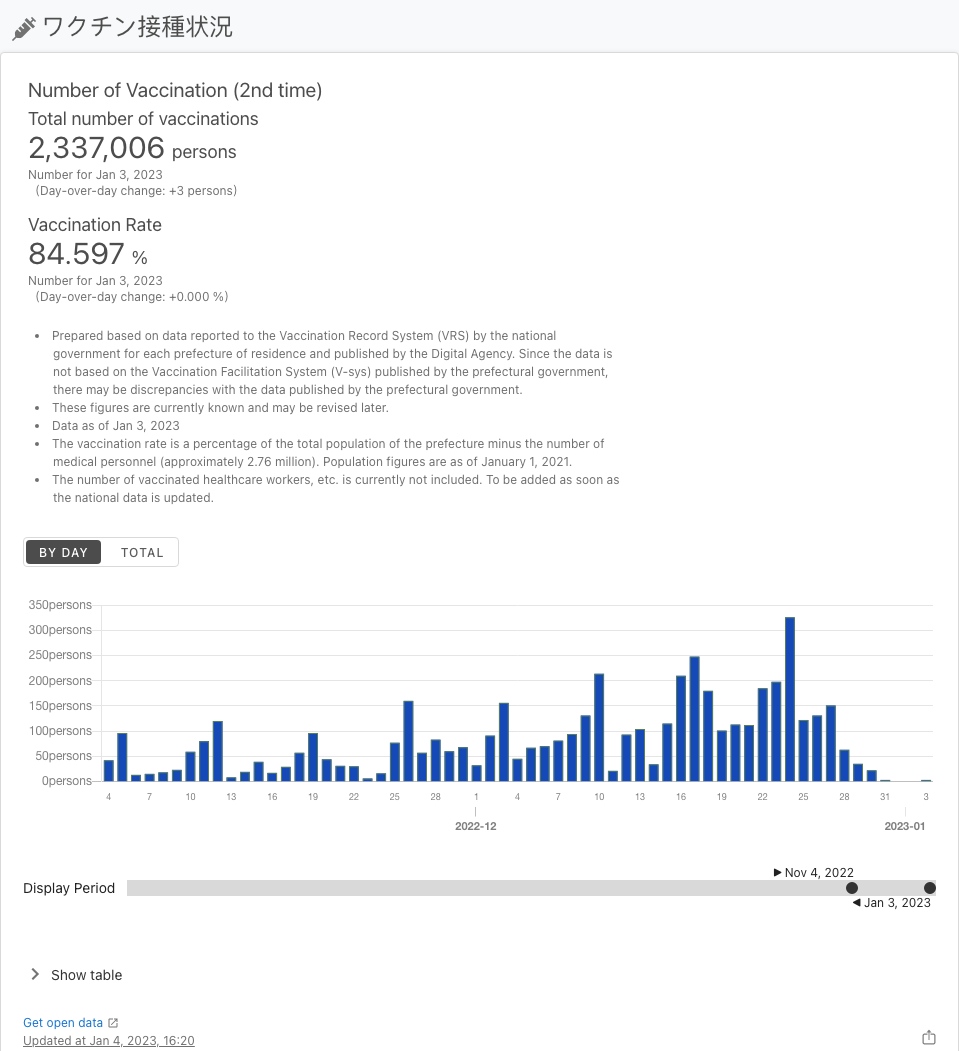 ワクチン接種状況
Number of Vaccination (2nd time)
Total number of vaccinations
2,337,006 persons
Number for Jan 3, 2023
(Day-over-day change: +3 persons)
Vaccination Rate
84.597 %
Number for Jan 3, 2023
(Day-over-day change: +0.000 %)
• Prepared based on data reported to the Vaccination Record System (VRS) by the national
government for each prefecture of residence and published by the Digital Agency. Since the data is
not based on the Vaccination Facilitation System (V-sys) published by the prefectural government,
there may be discrepancies with the data published by the prefectural government.
• These figures are currently known and may be revised later.
• Data as of Jan 3, 2023
• The vaccination rate is a percentage of the total population of the prefecture minus the number of
medical personnel (approximately 2.76 million). Population figures are as of January 1, 2021.
• The number of vaccinated healthcare workers, etc. is currently not included. To be added as soon as
the national data is updated.
BY DAY TOTAL
350persons
300persons
250persons
200persons
150persons
100persons
50persons
0persons
4 7 10 13 16 19 22 25 28 1 4 7 10 13 16 19 22 25 28 31 3
2022-12 2023-01
Nov 4, 2022
Display Period
Jan 3, 2023
Show table
Get open data
Updated at Jan 4, 2023, 16:20